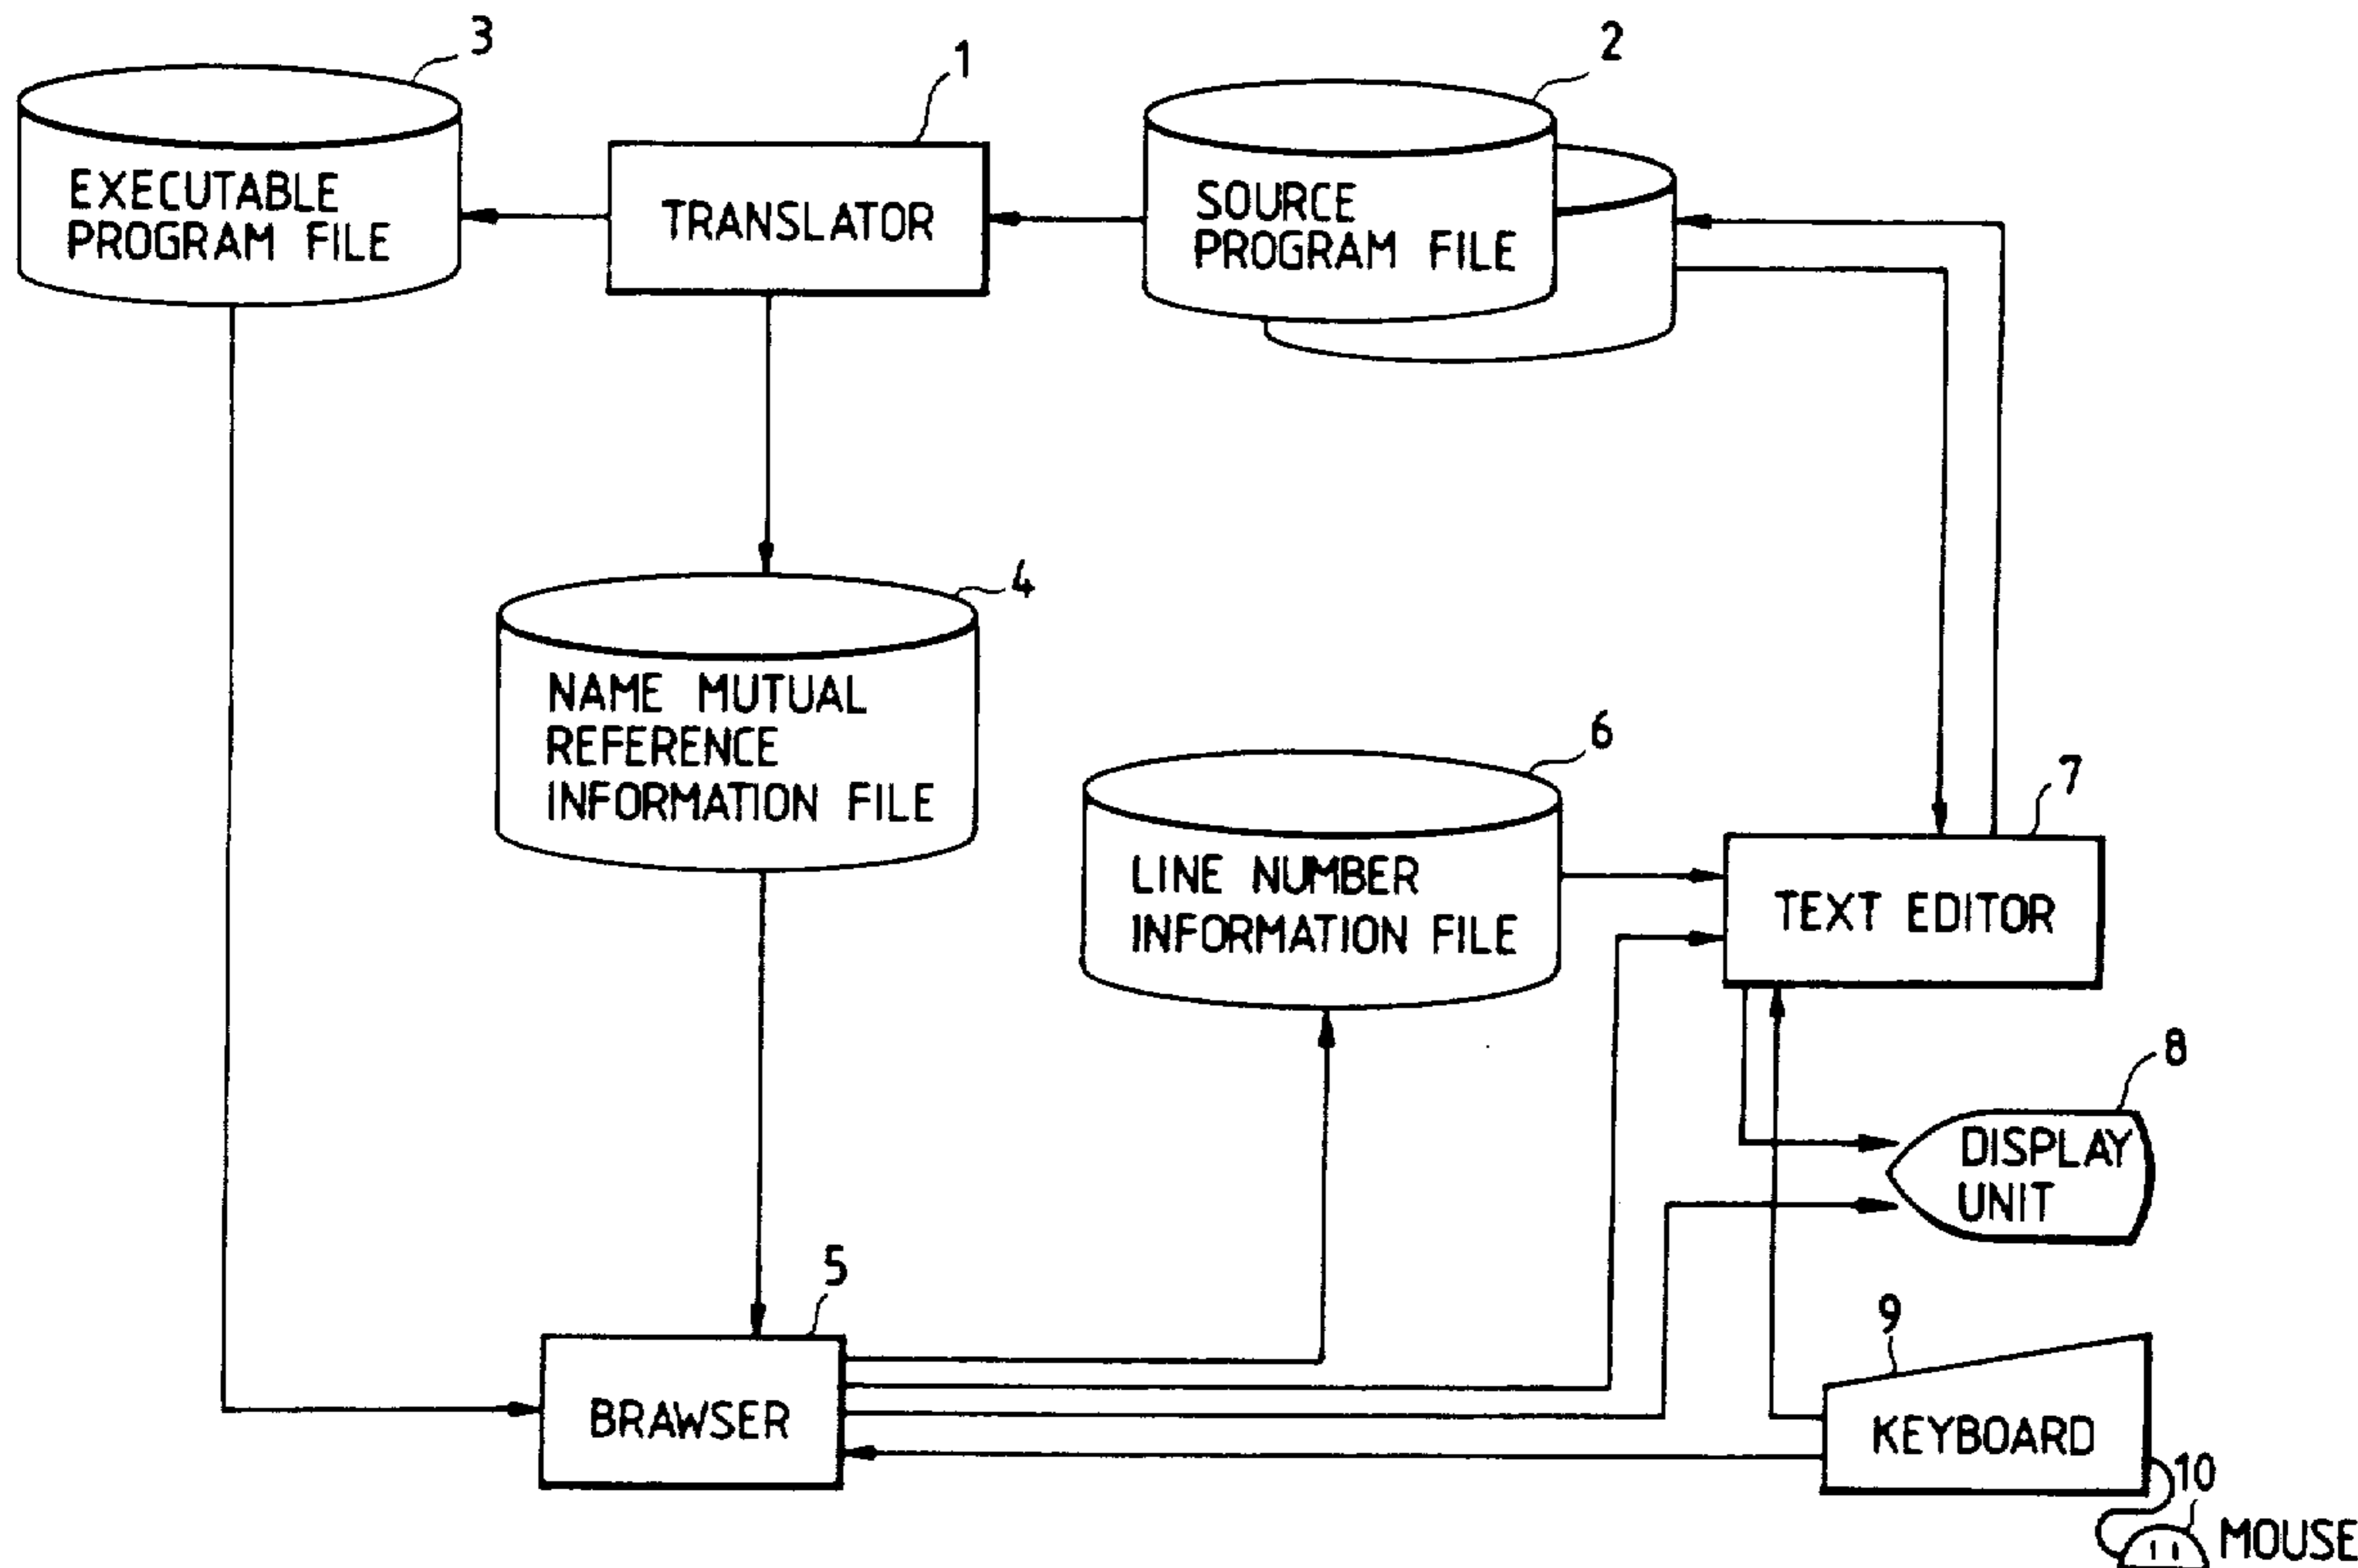 3
1
2
EXECUTABLE
PROGRAM FILE
TRANSLATOR
SOURCE
PROGRAM FILE
4
NAME MUTUAL
REFERENCE
INFORMATION FILE
6
LINE NUMBER
INFORMATION FILE
7
TEXT EDITOR
8
DISPLAY
UNIT
5
BRAWSER
9
KEYBOARD
10
MOUSE